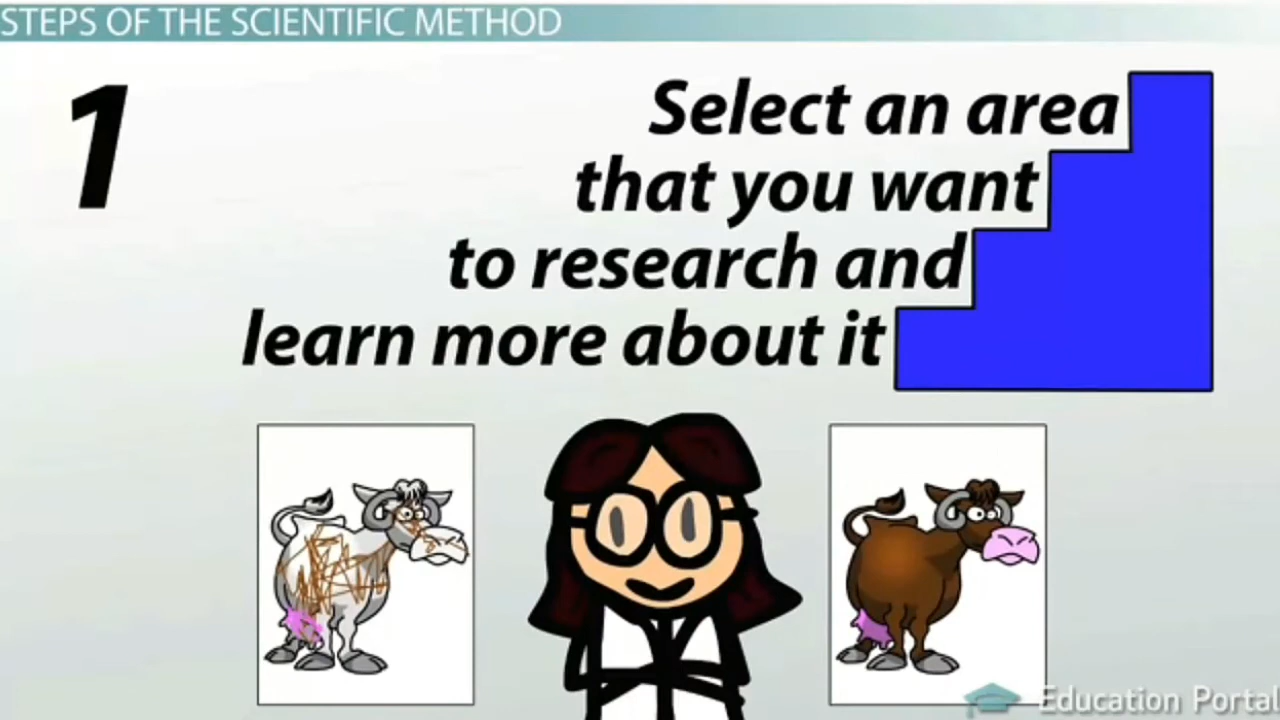 STEPS OF THE SCIENTIFIC METHOD
1
Select an area
that you want
to research and
learn more about it
Education Portal